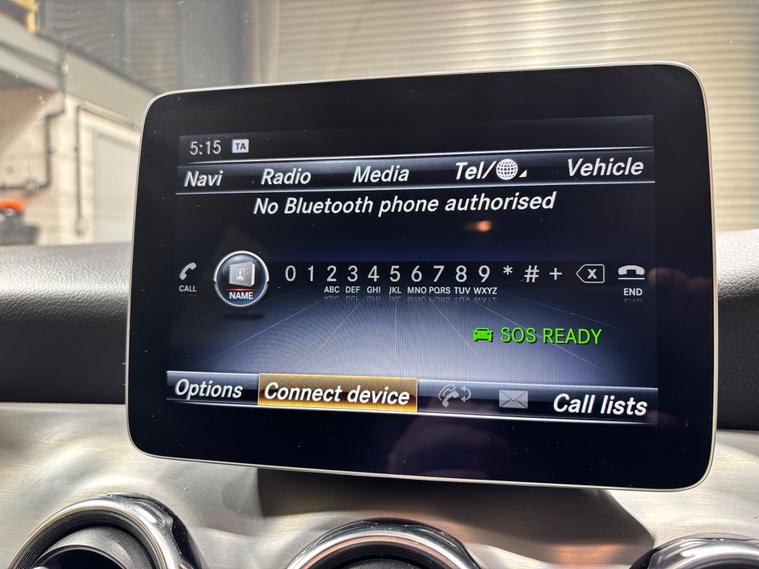 5:15 TA
Navi Radio Media Tel/ Vehicle
No Bluetooth phone authorised
0 1 2 3 4 5 6 7 8 9 * # +
CALL NAME ABC DEF GHI JKL MNO PQRS TUV WXYZ END
SOS READY
Options Connect device Call lists